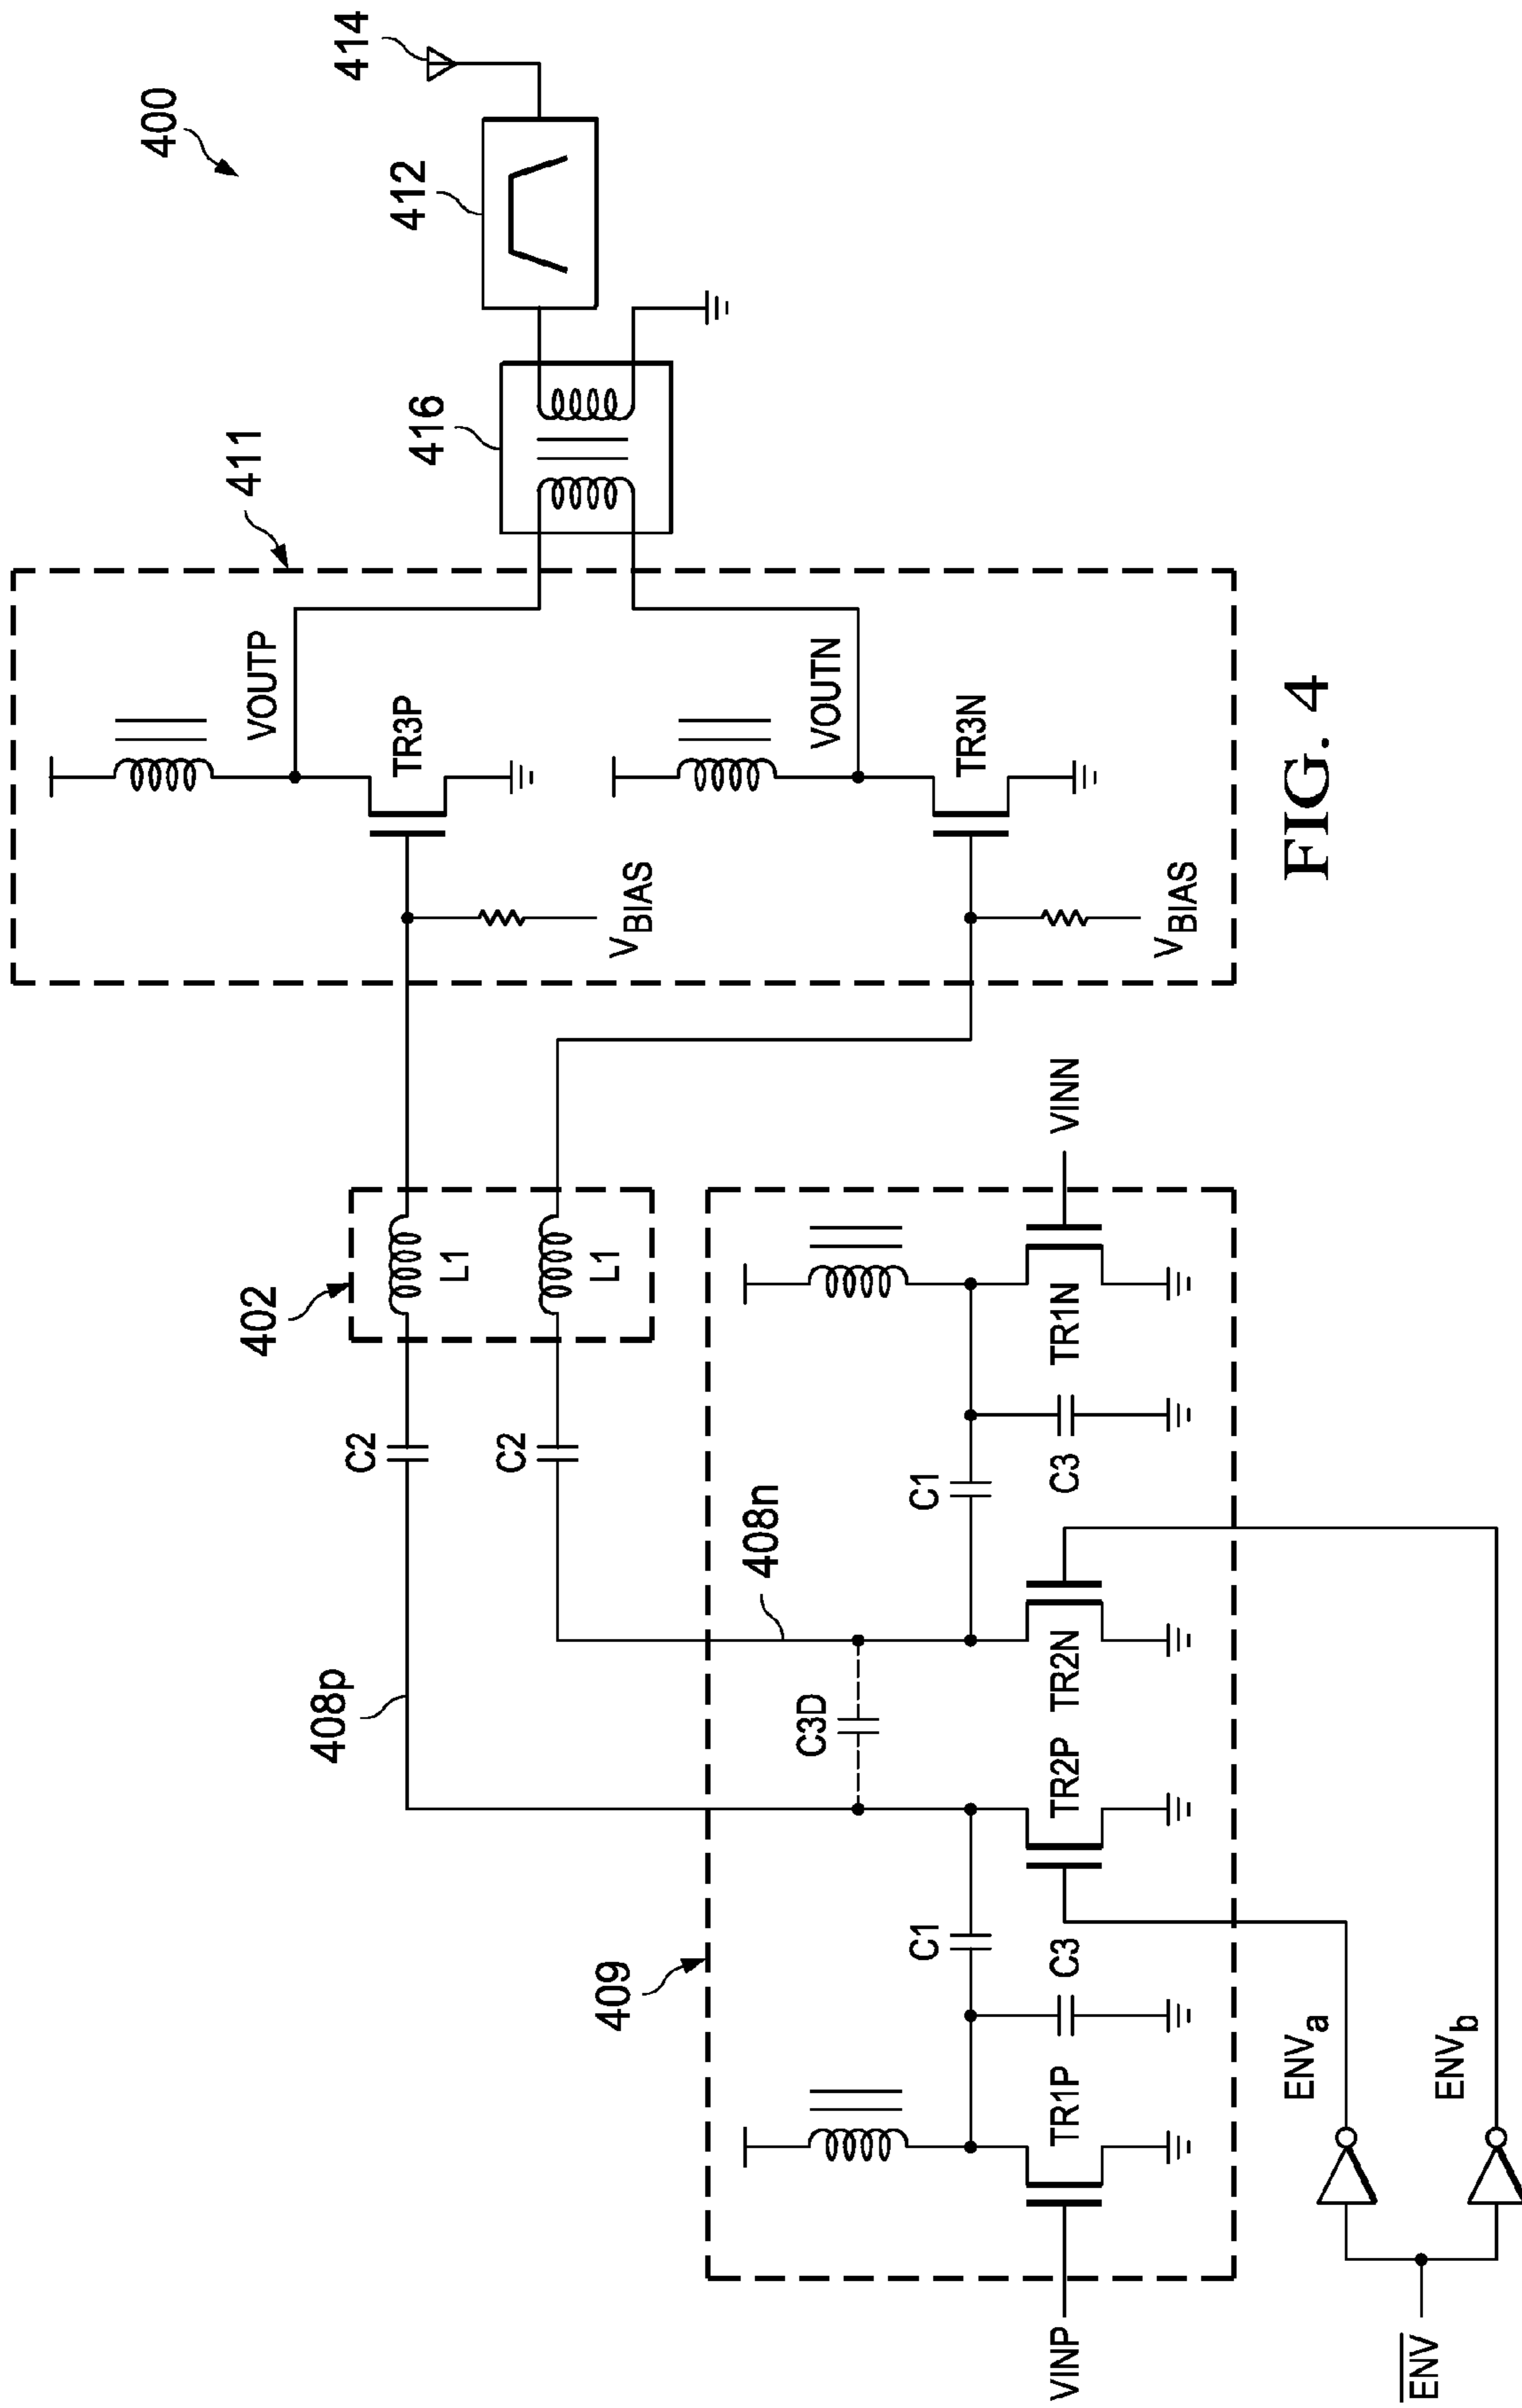 400
414
412
416
411
VOUTP
TR3P
VBIAS
VOUTN
TR3N
VBIAS
402
L1
L1
C2
C2
408p
408n
409
VINP
TR1P
C3
C1
TR2P
C3D
TR2N
C1
C3
TR1N
VINN
ENV
ENVa
ENVb
FIG. 4